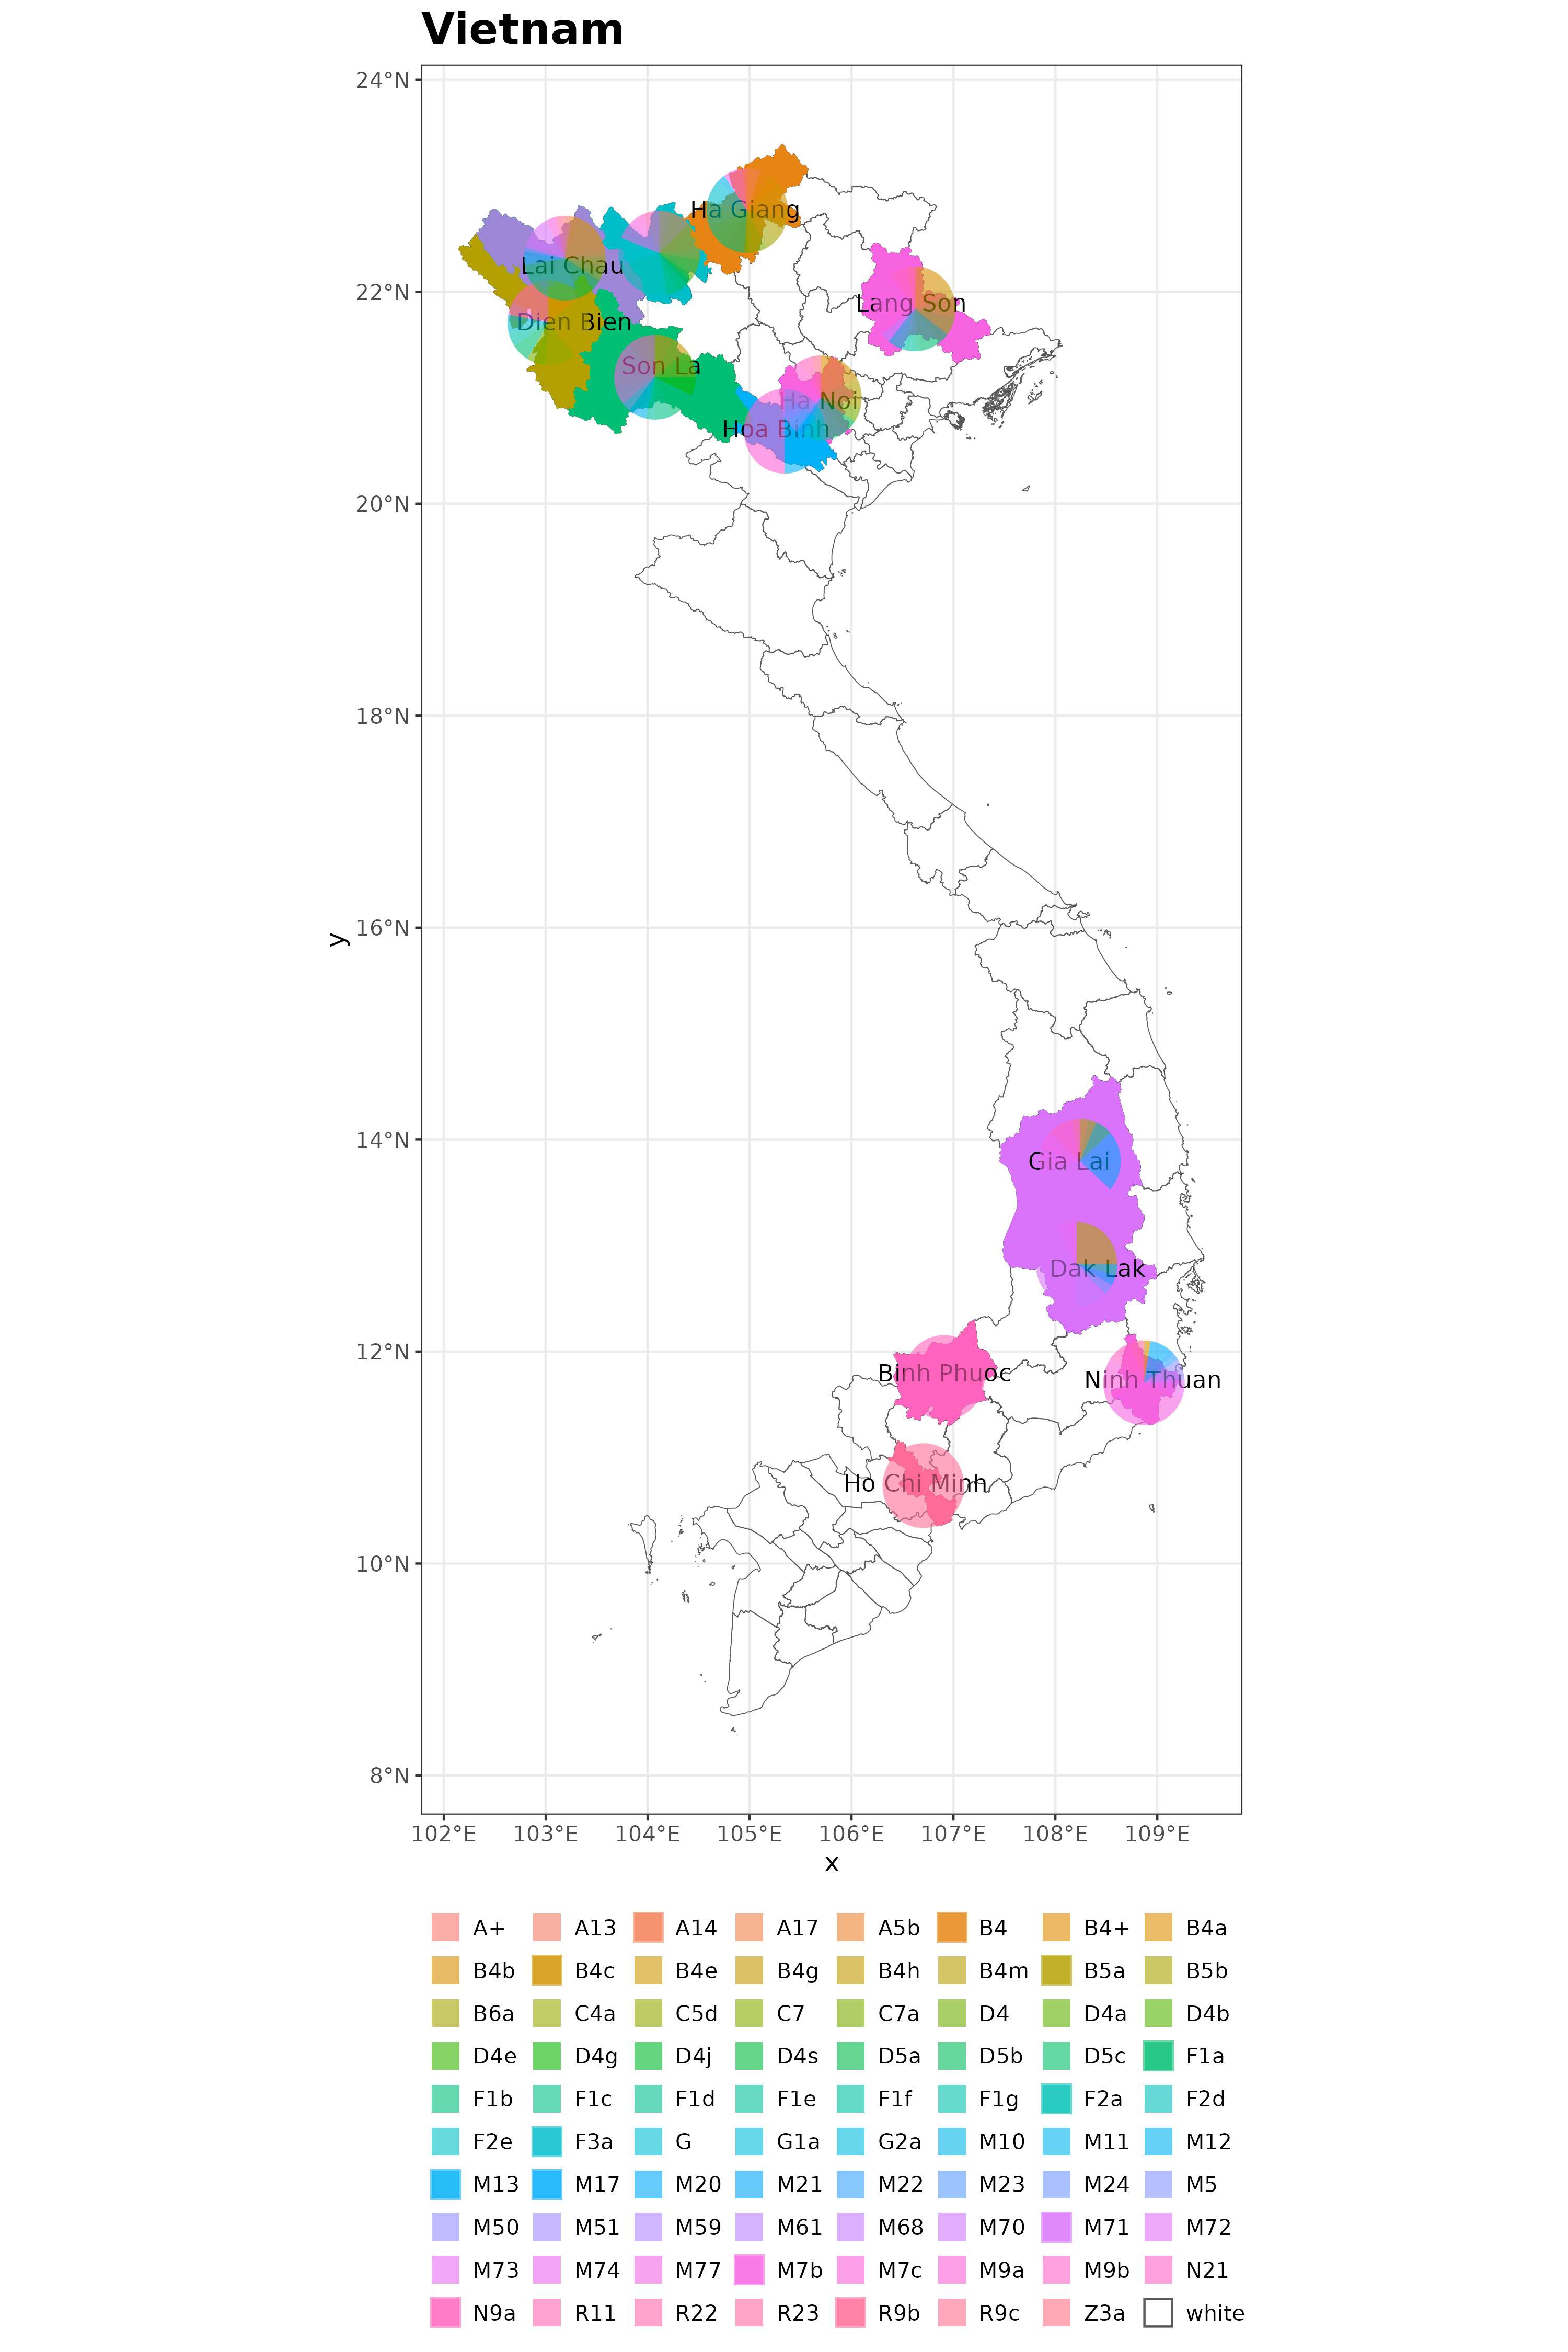 Vietnam
24°N
22°N
20°N
18°N
16°N
14°N
12°N
10°N
8°N
y
Ha Giang
Lai Chau
Lang Son
Dien Bien
Son La
Ha Noi
Hoa Binh
Gia Lai
Dak Lak
Binh Phuoc
Ninh Thuan
Ho Chi Minh
102°E 103°E 104°E 105°E 106°E 107°E 108°E 109°E
x
A+ A13 A14 A17 A5b B4 B4+ B4a
B4b B4c B4e B4g B4h B4m B5a B5b
B6a C4a C5d C7 C7a D4 D4a D4b
D4e D4g D4j D4s D5a D5b D5c F1a
F1b F1c F1d F1e F1f F1g F2a F2d
F2e F3a G G1a G2a M10 M11 M12
M13 M17 M20 M21 M22 M23 M24 M5
M50 M51 M59 M61 M68 M70 M71 M72
M73 M74 M77 M7b M7c M9a M9b N21
N9a R11 R22 R23 R9b R9c Z3a white